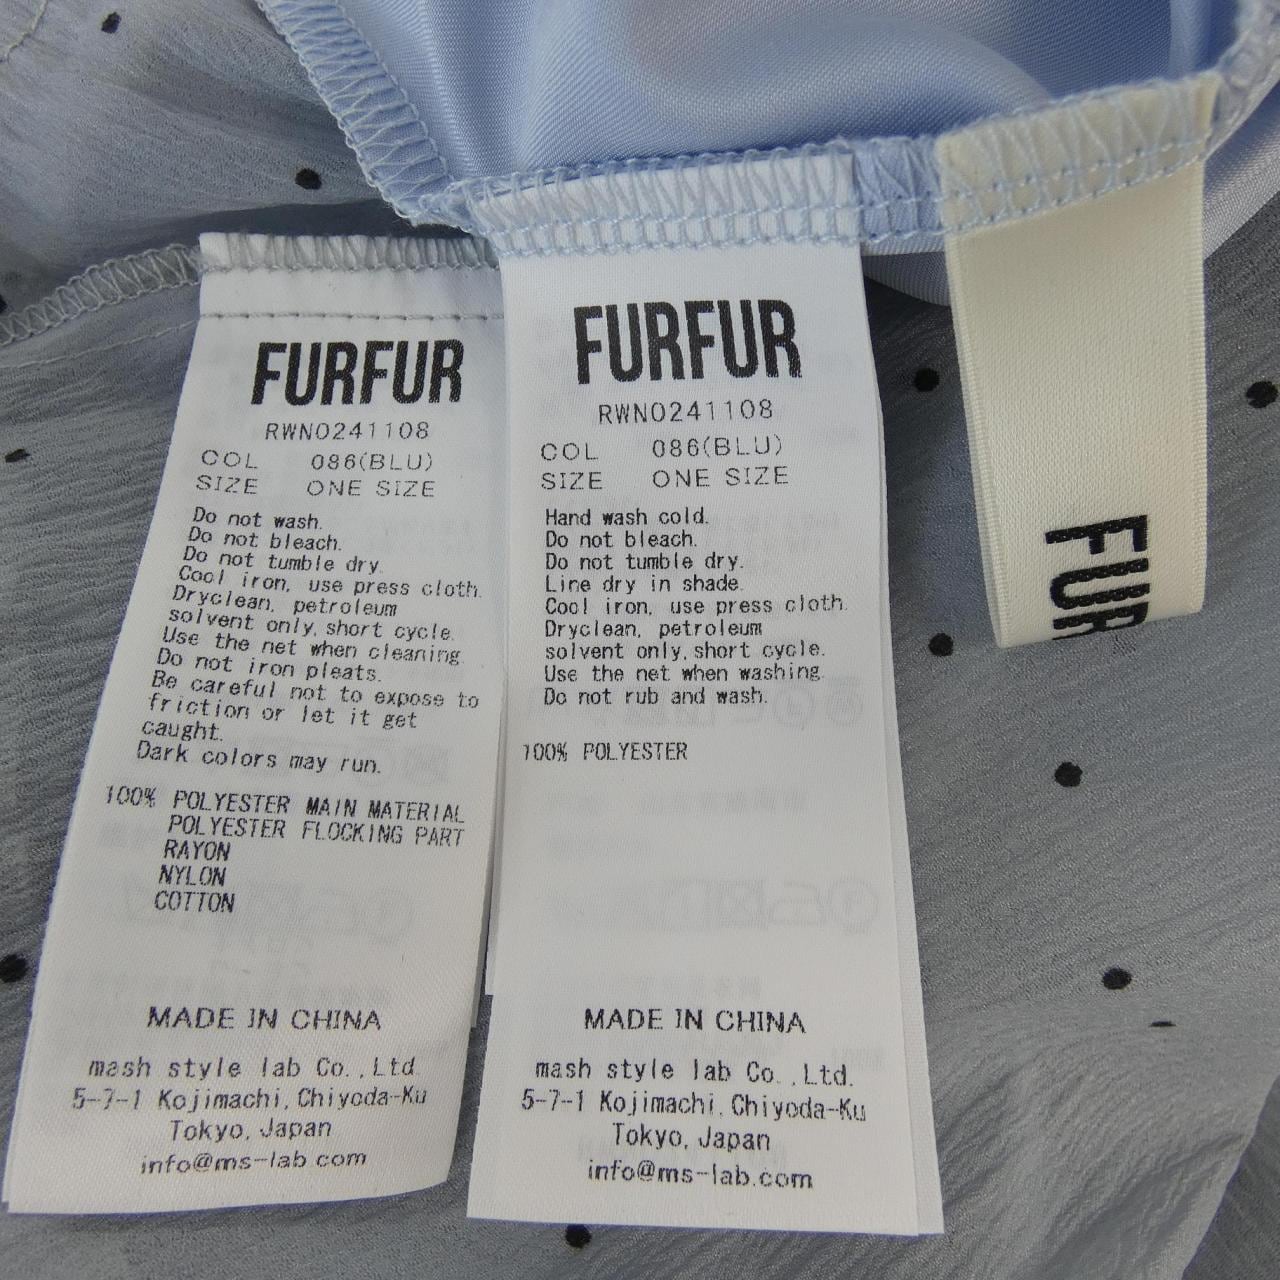 FURFUR
RWN0241108
COL 086(BLU)
SIZE ONE SIZE
Do not wash.
Do not bleach.
Do not tumble dry.
Cool iron, use press cloth.
Dryclean, petroleum
solvent only, short cycle.
Use the net when cleaning.
Do not iron pleats.
Be careful not to expose to
friction or let it get
caught.
Dark colors may run.
100% POLYESTER MAIN MATERIAL
POLYESTER FLOCKING PART
RAYON
NYLON
COTTON
MADE IN CHINA
mash style lab Co.,Ltd.
5-7-1 Kojimachi, Chiyoda-Ku
Tokyo, Japan
info@ms-lab.com
FURFUR
RWN0241108
COL 086(BLU)
SIZE ONE SIZE
Hand wash cold.
Do not bleach.
Do not tumble dry.
Line dry in shade.
Cool iron, use press cloth.
Dryclean, petroleum
solvent only, short cycle.
Use the net when washing.
Do not rub and wash.
100% POLYESTER
MADE IN CHINA
mash style lab Co.,Ltd.
5-7-1 Kojimachi, Chiyoda-Ku
Tokyo, Japan
info@ms-lab.com
FUR